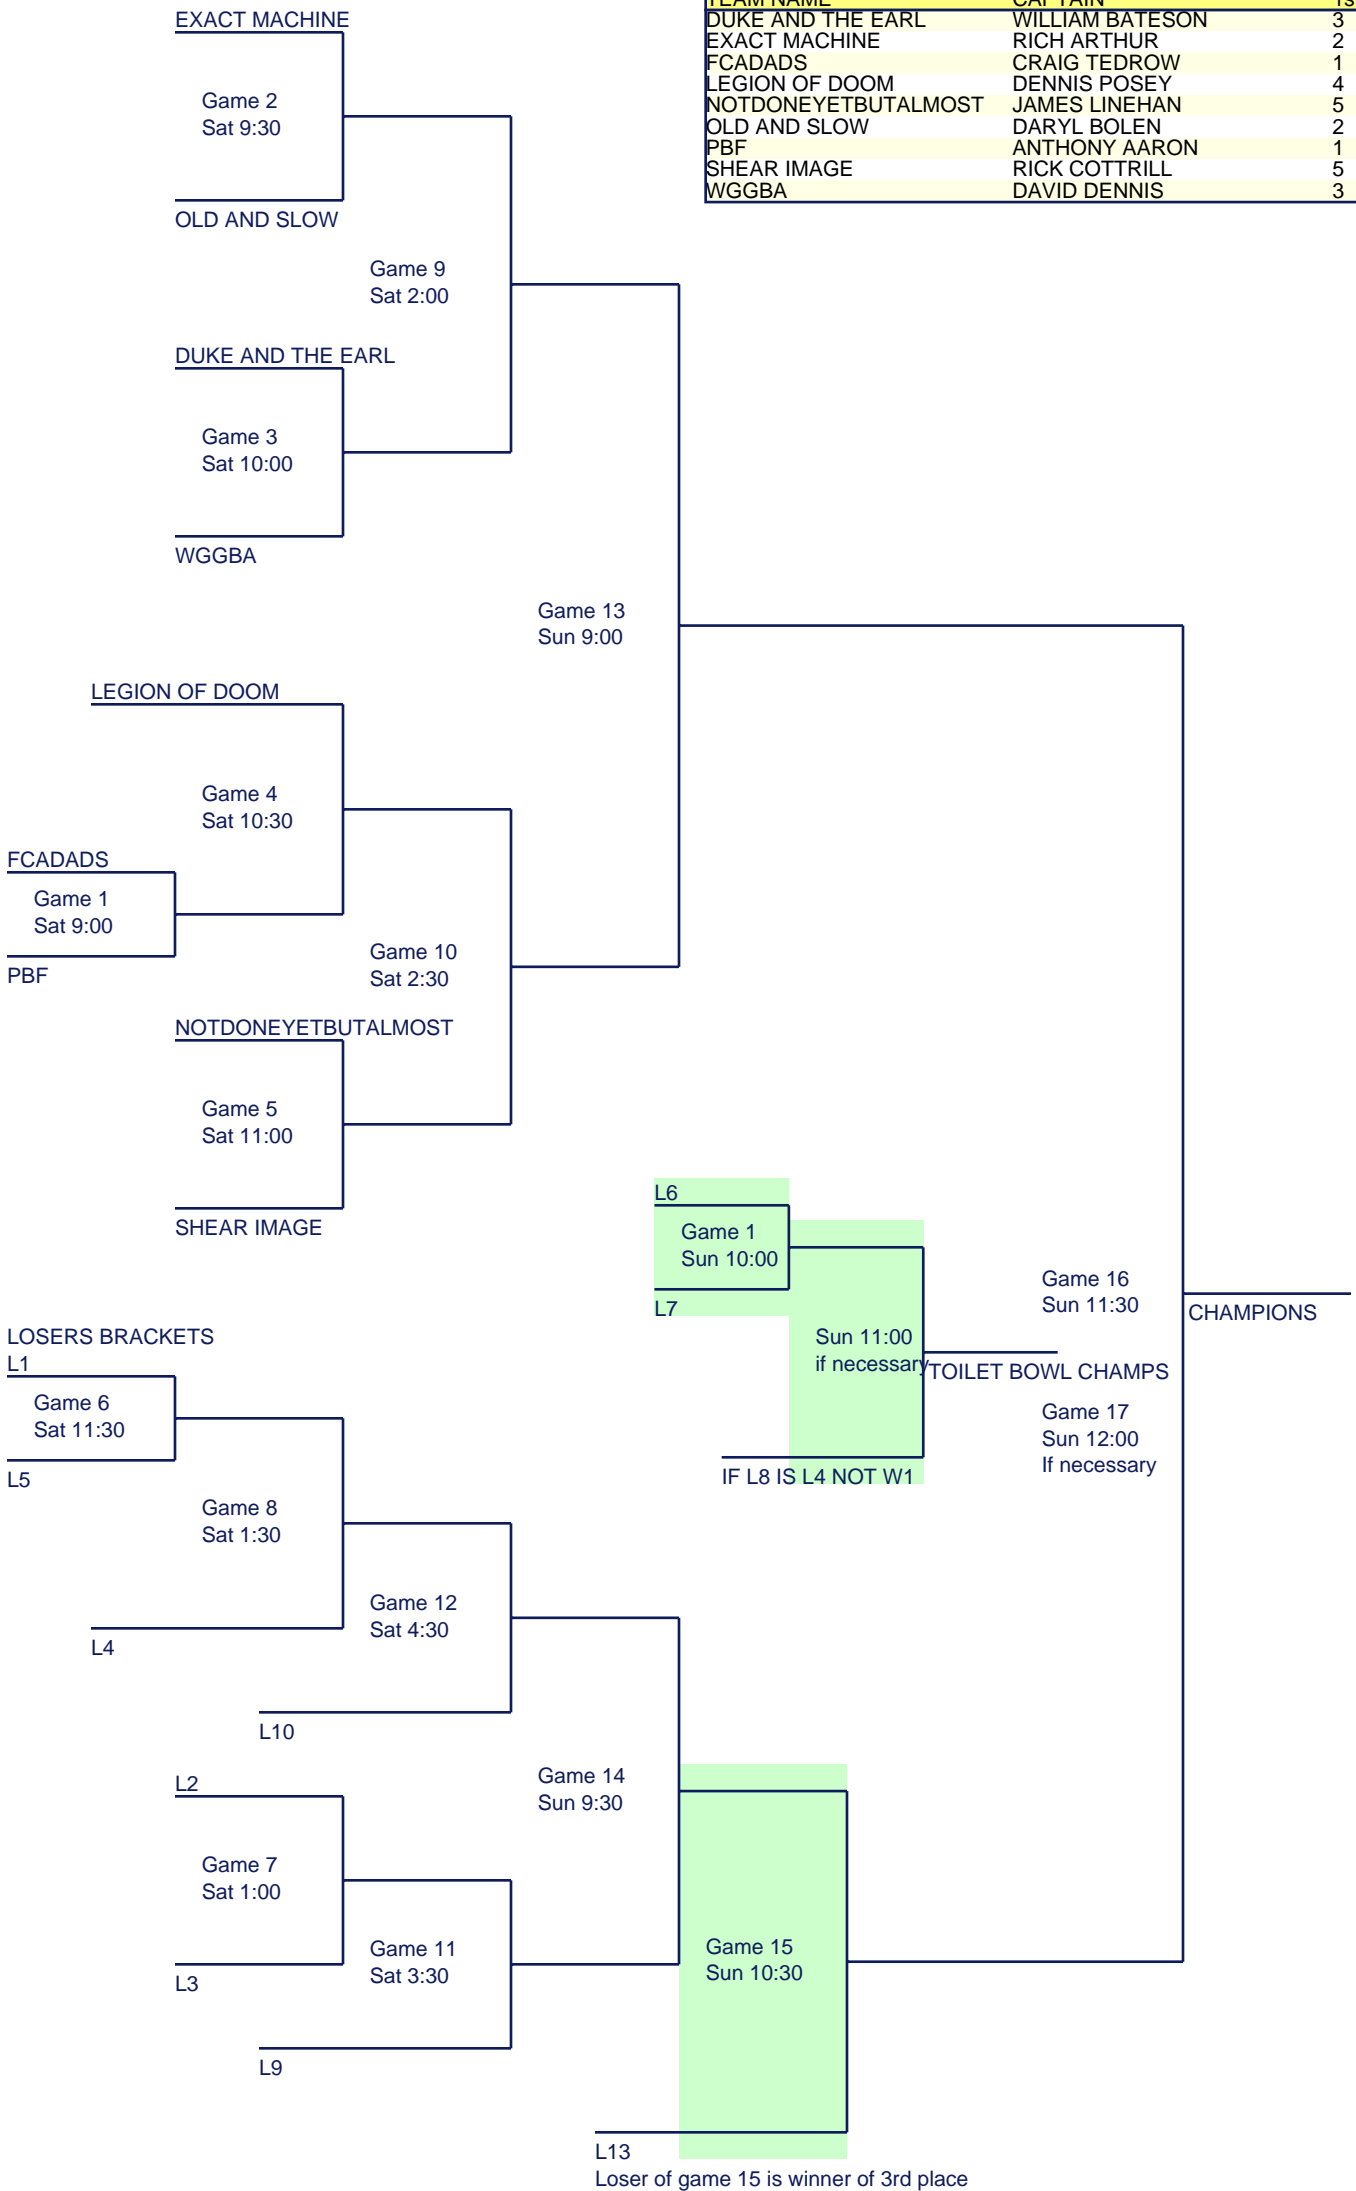 TEAM NAME CAPTAIN
DUKE AND THE EARL WILLIAM BATESON 3
EXACT MACHINE RICH ARTHUR 2
FCADADS CRAIG TEDROW 1
LEGION OF DOOM DENNIS POSEY 4
NOTDONEYETBUTALMOST JAMES LINEHAN 5
OLD AND SLOW DARYL BOLEN 2
PBF ANTHONY AARON 1
SHEAR IMAGE RICK COTTRILL 5
WGGBA DAVID DENNIS 3
EXACT MACHINE
Game 2
Sat 9:30
OLD AND SLOW
Game 9
Sat 2:00
DUKE AND THE EARL
Game 3
Sat 10:00
WGGBA
Game 13
Sun 9:00
LEGION OF DOOM
Game 4
Sat 10:30
FCADADS
Game 1
Sat 9:00
PBF
Game 10
Sat 2:30
NOTDONEYETBUTALMOST
Game 5
Sat 11:00
SHEAR IMAGE
L6
Game 1
Sun 10:00
L7
Sun 11:00
if necessary
TOILET BOWL CHAMPS
IF L8 IS L4 NOT W1
Game 16
Sun 11:30
CHAMPIONS
Game 17
Sun 12:00
If necessary
LOSERS BRACKETS
L1
Game 6
Sat 11:30
L5
Game 8
Sat 1:30
L4
Game 12
Sat 4:30
L10
L2
Game 14
Sun 9:30
Game 7
Sat 1:00
L3
Game 11
Sat 3:30
L9
Game 15
Sun 10:30
L13
Loser of game 15 is winner of 3rd place